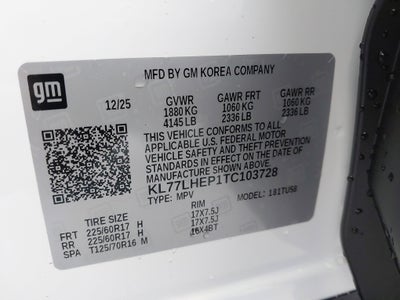 gm
MFD BY GM KOREA COMPANY
12/25 GVWR GAWR FRT GAWR RR
1880 KG 1060 KG 1060 KG
4145 LB 2336 LB 2336 LB
THIS VEHICLE CONFORMS TO ALL
APPLICABLE U.S. FEDERAL MOTOR
VEHICLE SAFETY, BUMPER, AND THEFT PREVENTION
STANDARDS IN EFFECT ON THE DATE OF
MANUFACTURE SHOWN ABOVE.
KL77LHEP1TC103728
TYPE: MPV MODEL: 1TU58
TIRE SIZE RIM
FRT 225/60R17 H 17X7.5J
RR 225/60R17 H 17X7.5J
SPA T125/70R16 M 16X4BT